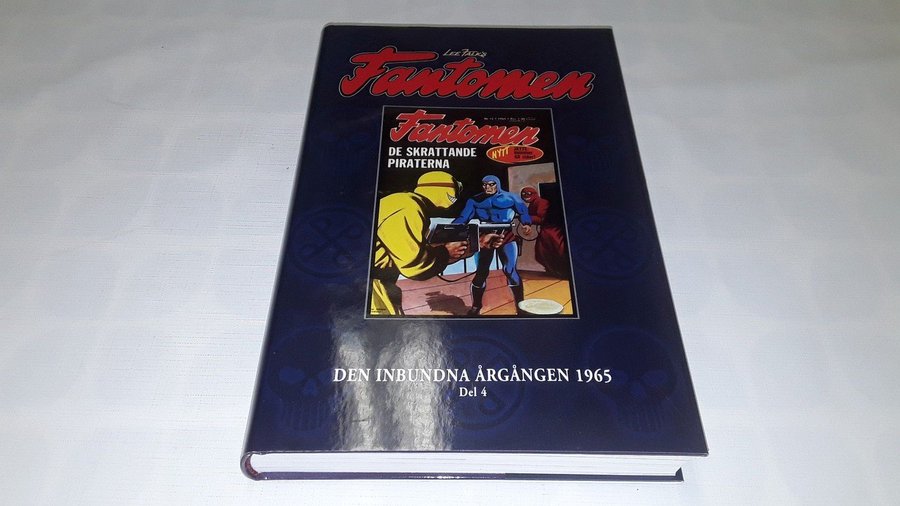 LEE FALK's
Fantomen
Fantomen
DE SKRATTANDE
PIRATERNA
NYTT
DEN INBUNDNA ÅRGÅNGEN 1965
Del 4